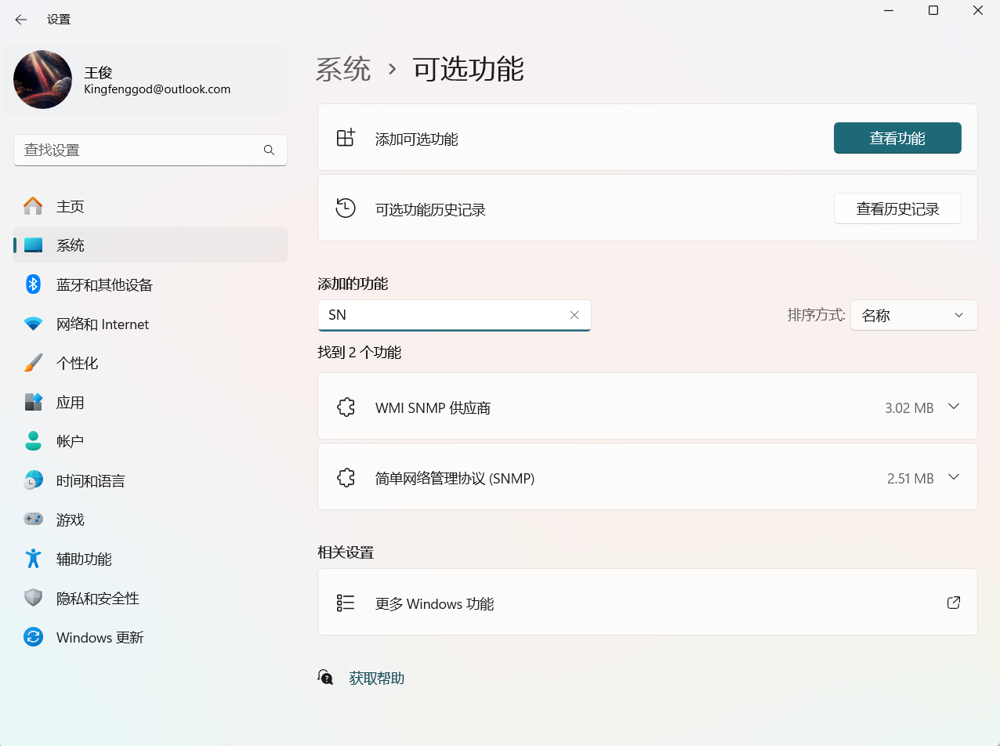 设置
王俊
Kingfenggod@outlook.com
查找设置
主页
系统
蓝牙和其他设备
网络和 Internet
个性化
应用
帐户
时间和语言
游戏
辅助功能
隐私和安全性
Windows 更新
系统 › 可选功能
添加可选功能
查看功能
可选功能历史记录
查看历史记录
添加的功能
SN
排序方式: 名称
找到 2 个功能
WMI SNMP 供应商 3.02 MB
简单网络管理协议 (SNMP) 2.51 MB
相关设置
更多 Windows 功能
获取帮助